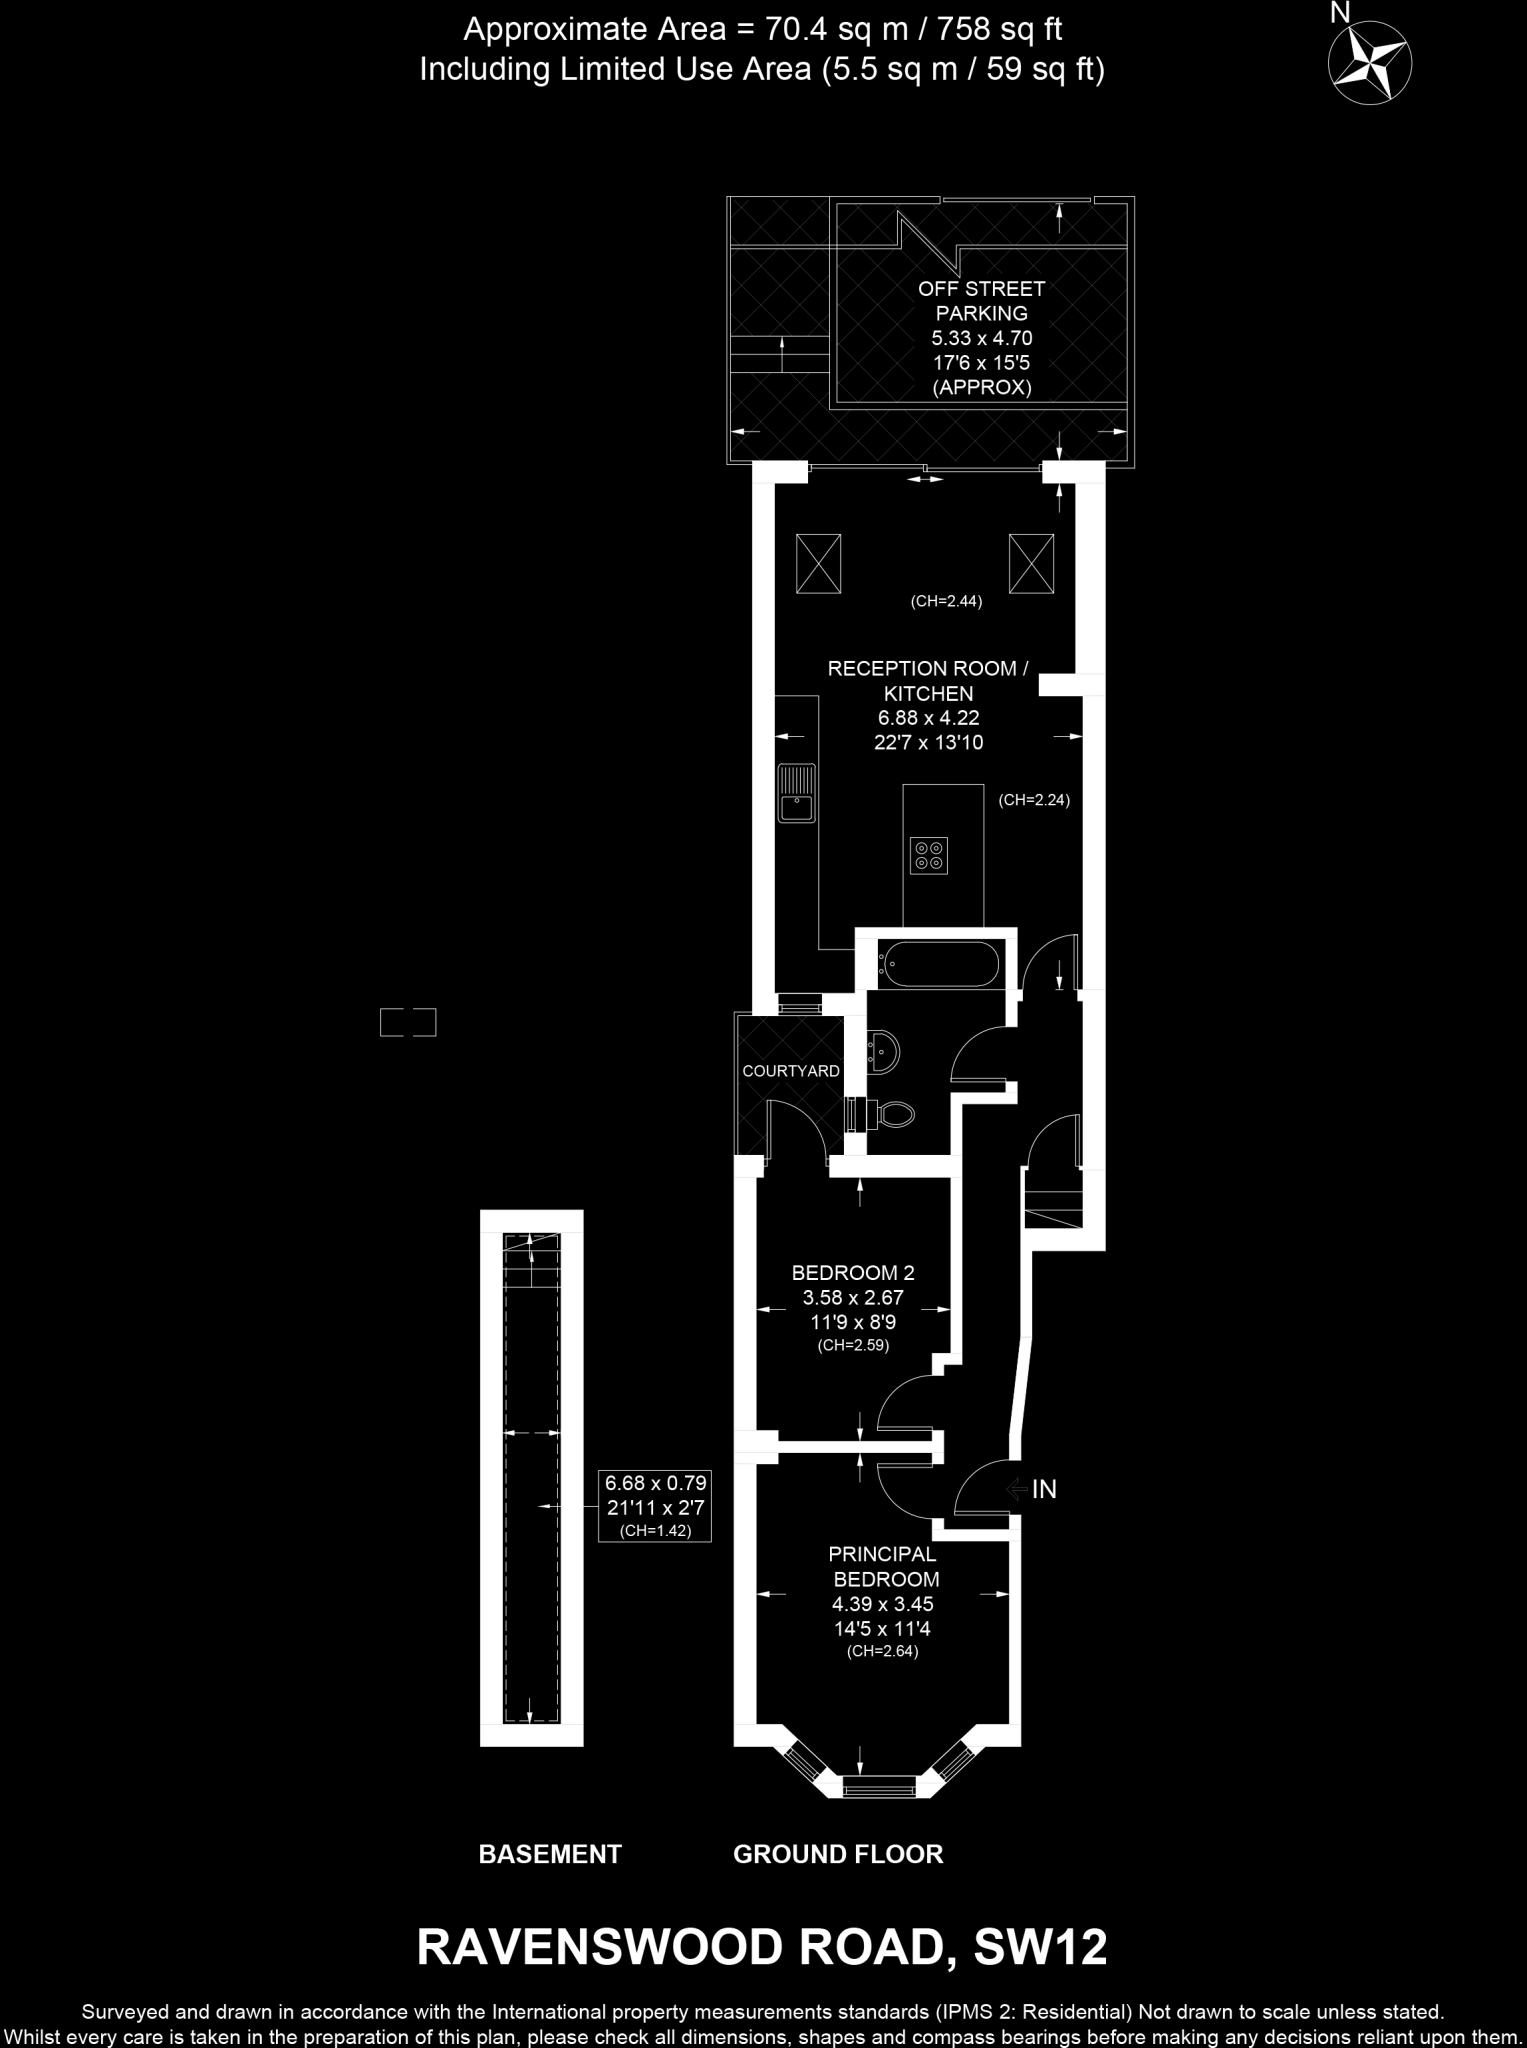 Approximate Area = 70.4 sq m / 758 sq ft
Including Limited Use Area (5.5 sq m / 59 sq ft)
N
OFF STREET
PARKING
5.33 x 4.70
17'6 x 15'5
(APPROX)
(CH=2.44)
RECEPTION ROOM /
KITCHEN
6.88 x 4.22
22'7 x 13'10
(CH=2.24)
COURTYARD
BEDROOM 2
3.58 x 2.67
11'9 x 8'9
(CH=2.59)
6.68 x 0.79
21'11 x 2'7
(CH=1.42)
IN
PRINCIPAL
BEDROOM
4.39 x 3.45
14'5 x 11'4
(CH=2.64)
BASEMENT
GROUND FLOOR
RAVENSWOOD ROAD, SW12
Surveyed and drawn in accordance with the International property measurements standards (IPMS 2: Residential) Not drawn to scale unless stated.
Whilst every care is taken in the preparation of this plan, please check all dimensions, shapes and compass bearings before making any decisions reliant upon them.